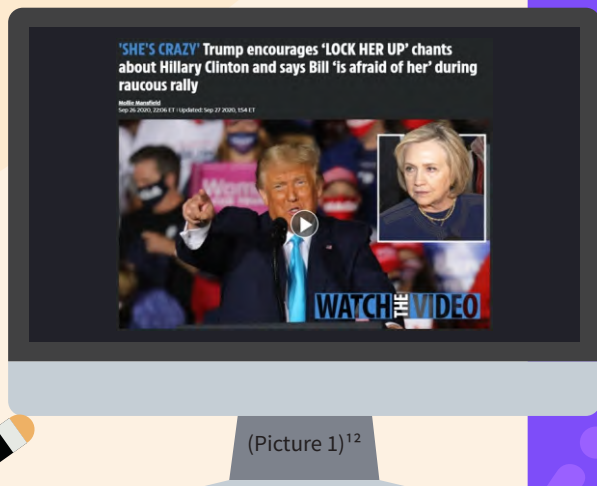 'SHE'S CRAZY' Trump encourages 'LOCK HER UP' chants
about Hillary Clinton and says Bill 'is afraid of her' during
raucous rally
Mollie Mansfield
Sep 26 2020, 22:06 ET | Updated: Sep 27 2020, 1:54 ET
Wom
WATCH THE VIDEO
(Picture 1)¹²